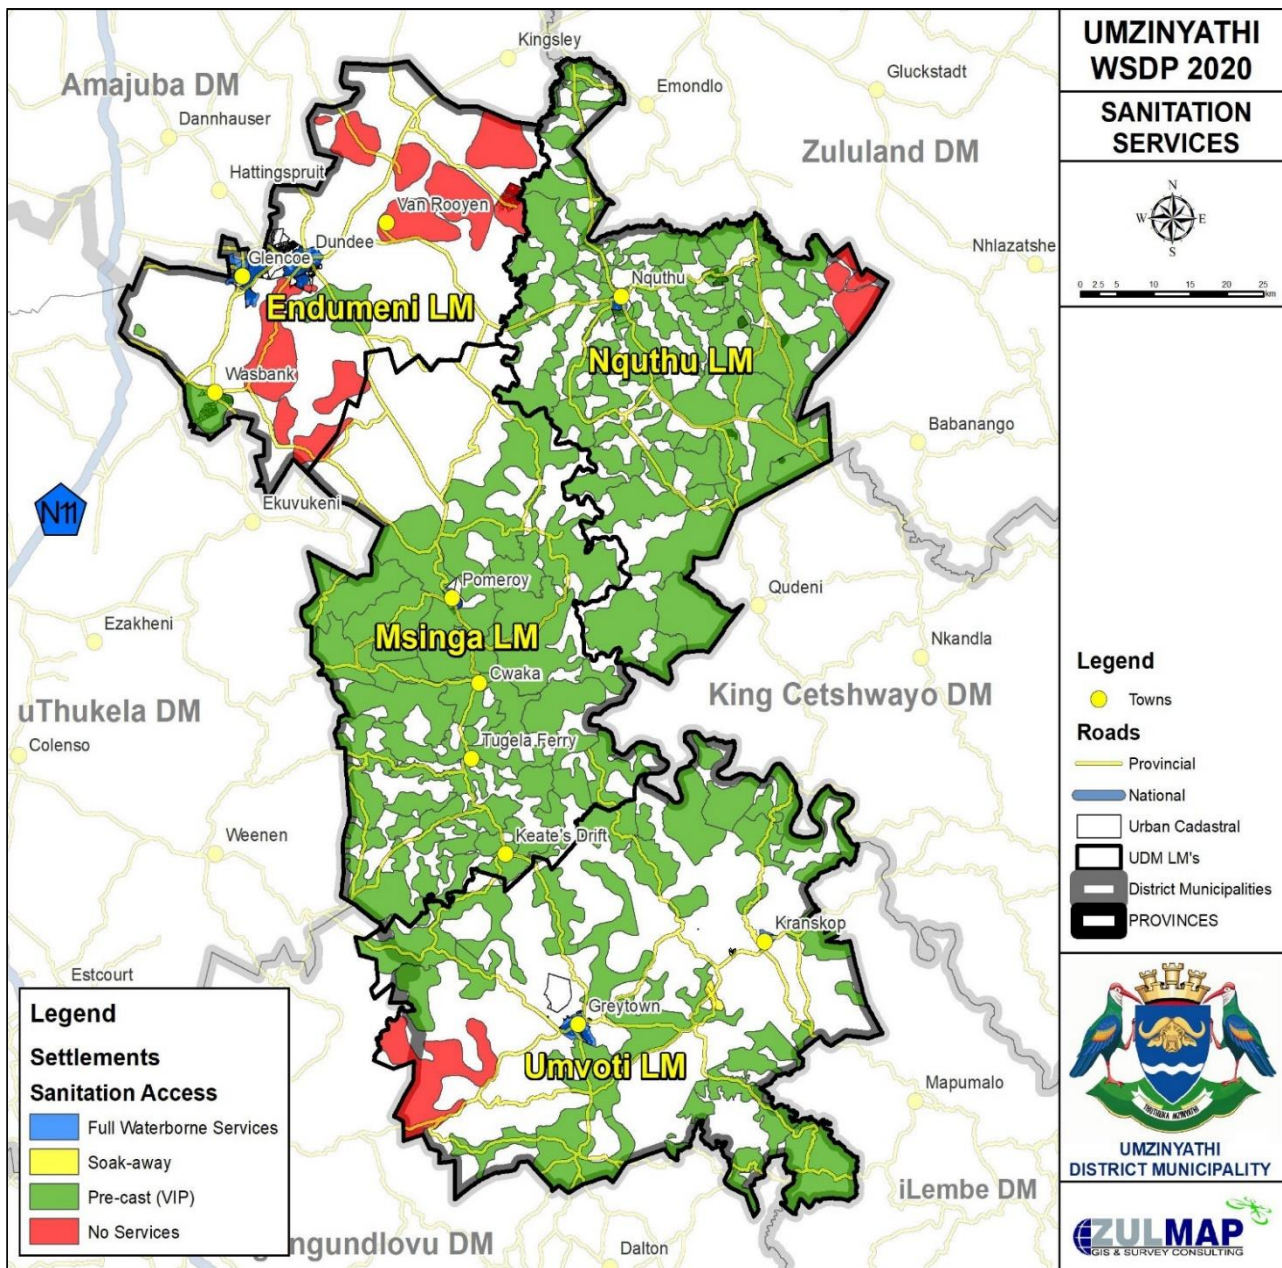 UMZINYATHI
WSDP 2020
SANITATION
SERVICES
N
W E
S
0 2.5 5 10 15 20 25
km
Kingsley
Gluckstadt
Amajuba DM
Emondlo
Dannhauser
Zululand DM
Hattingspruit
Van Rooyen
Dundee
Nhlazatshe
Glencoe
Nquthu
Endumeni LM
Nquthu LM
Wasbank
Babanango
N11
Ekuvukeni
Pomeroy
Qudeni
Ezakheni
Msinga LM
Nkandla
Cwaka
King Cetshwayo DM
uThukela DM
Colenso
Tugela Ferry
Weenen
Keate's Drift
Kranskop
Estcourt
Greytown
Umvoti LM
Mapumalo
iLembe DM
gungundlovu DM
Dalton
Legend
Settlements
Sanitation Access
Full Waterborne Services
Soak-away
Pre-cast (VIP)
No Services
Legend
Towns
Roads
Provincial
National
Urban Cadastral
UDM LM's
District Municipalities
PROVINCES
UMZINYATHI
DISTRICT MUNICIPALITY
ZULMAP
GIS & SURVEY CONSULTING